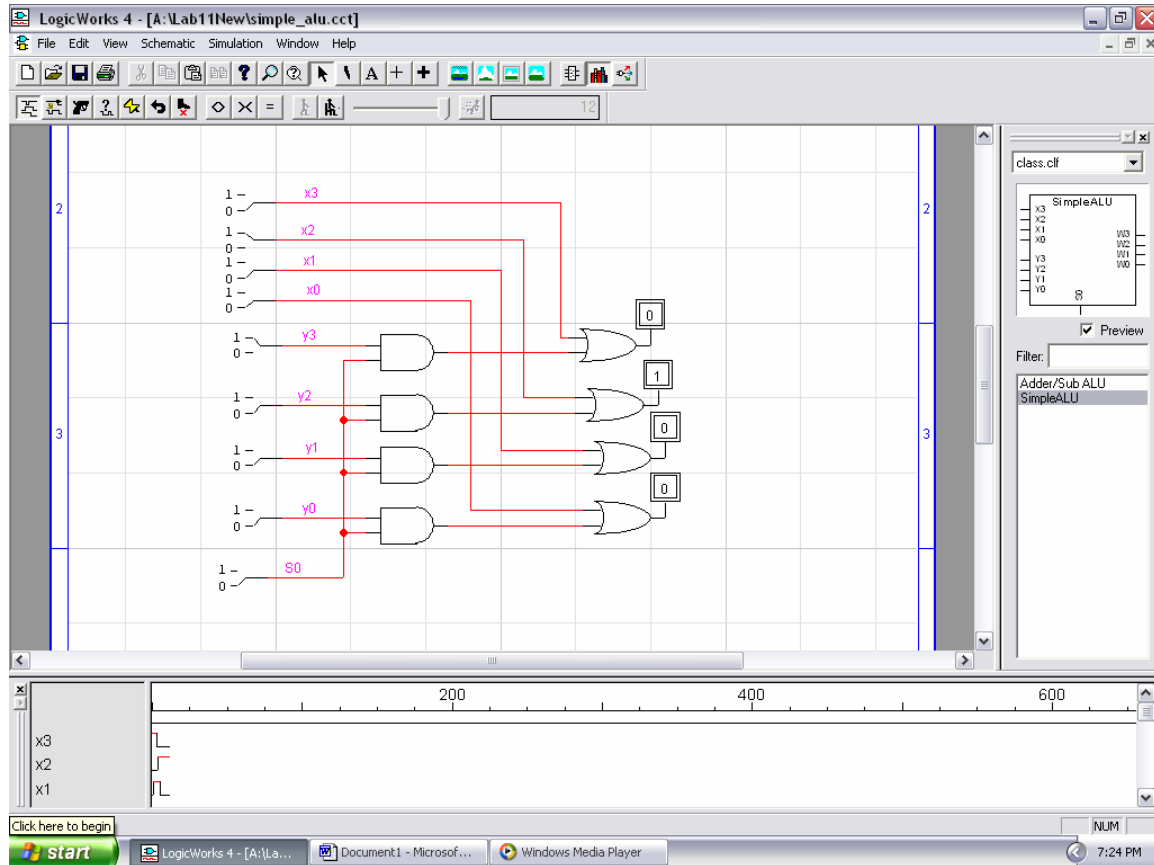 LogicWorks 4 - [A:\Lab11New\simple_alu.cct]
File Edit View Schematic Simulation Window Help
12
2
3
2
3
1
0
x3
1
0
x2
1
0
x1
1
0
x0
1
0
y3
1
0
y2
1
0
y1
1
0
y0
1
0
S0
0
1
0
0
class.clf
SimpleALU
X3
X2
X1
X0
Y3
Y2
Y1
Y0
W3
W2
W1
W0
S0
Preview
Filter:
Adder/Sub ALU
SimpleALU
200 400 600
x3
x2
x1
Click here to begin
NUM
start
LogicWorks 4 - [A:\La...
Document1 - Microsof...
Windows Media Player
7:24 PM